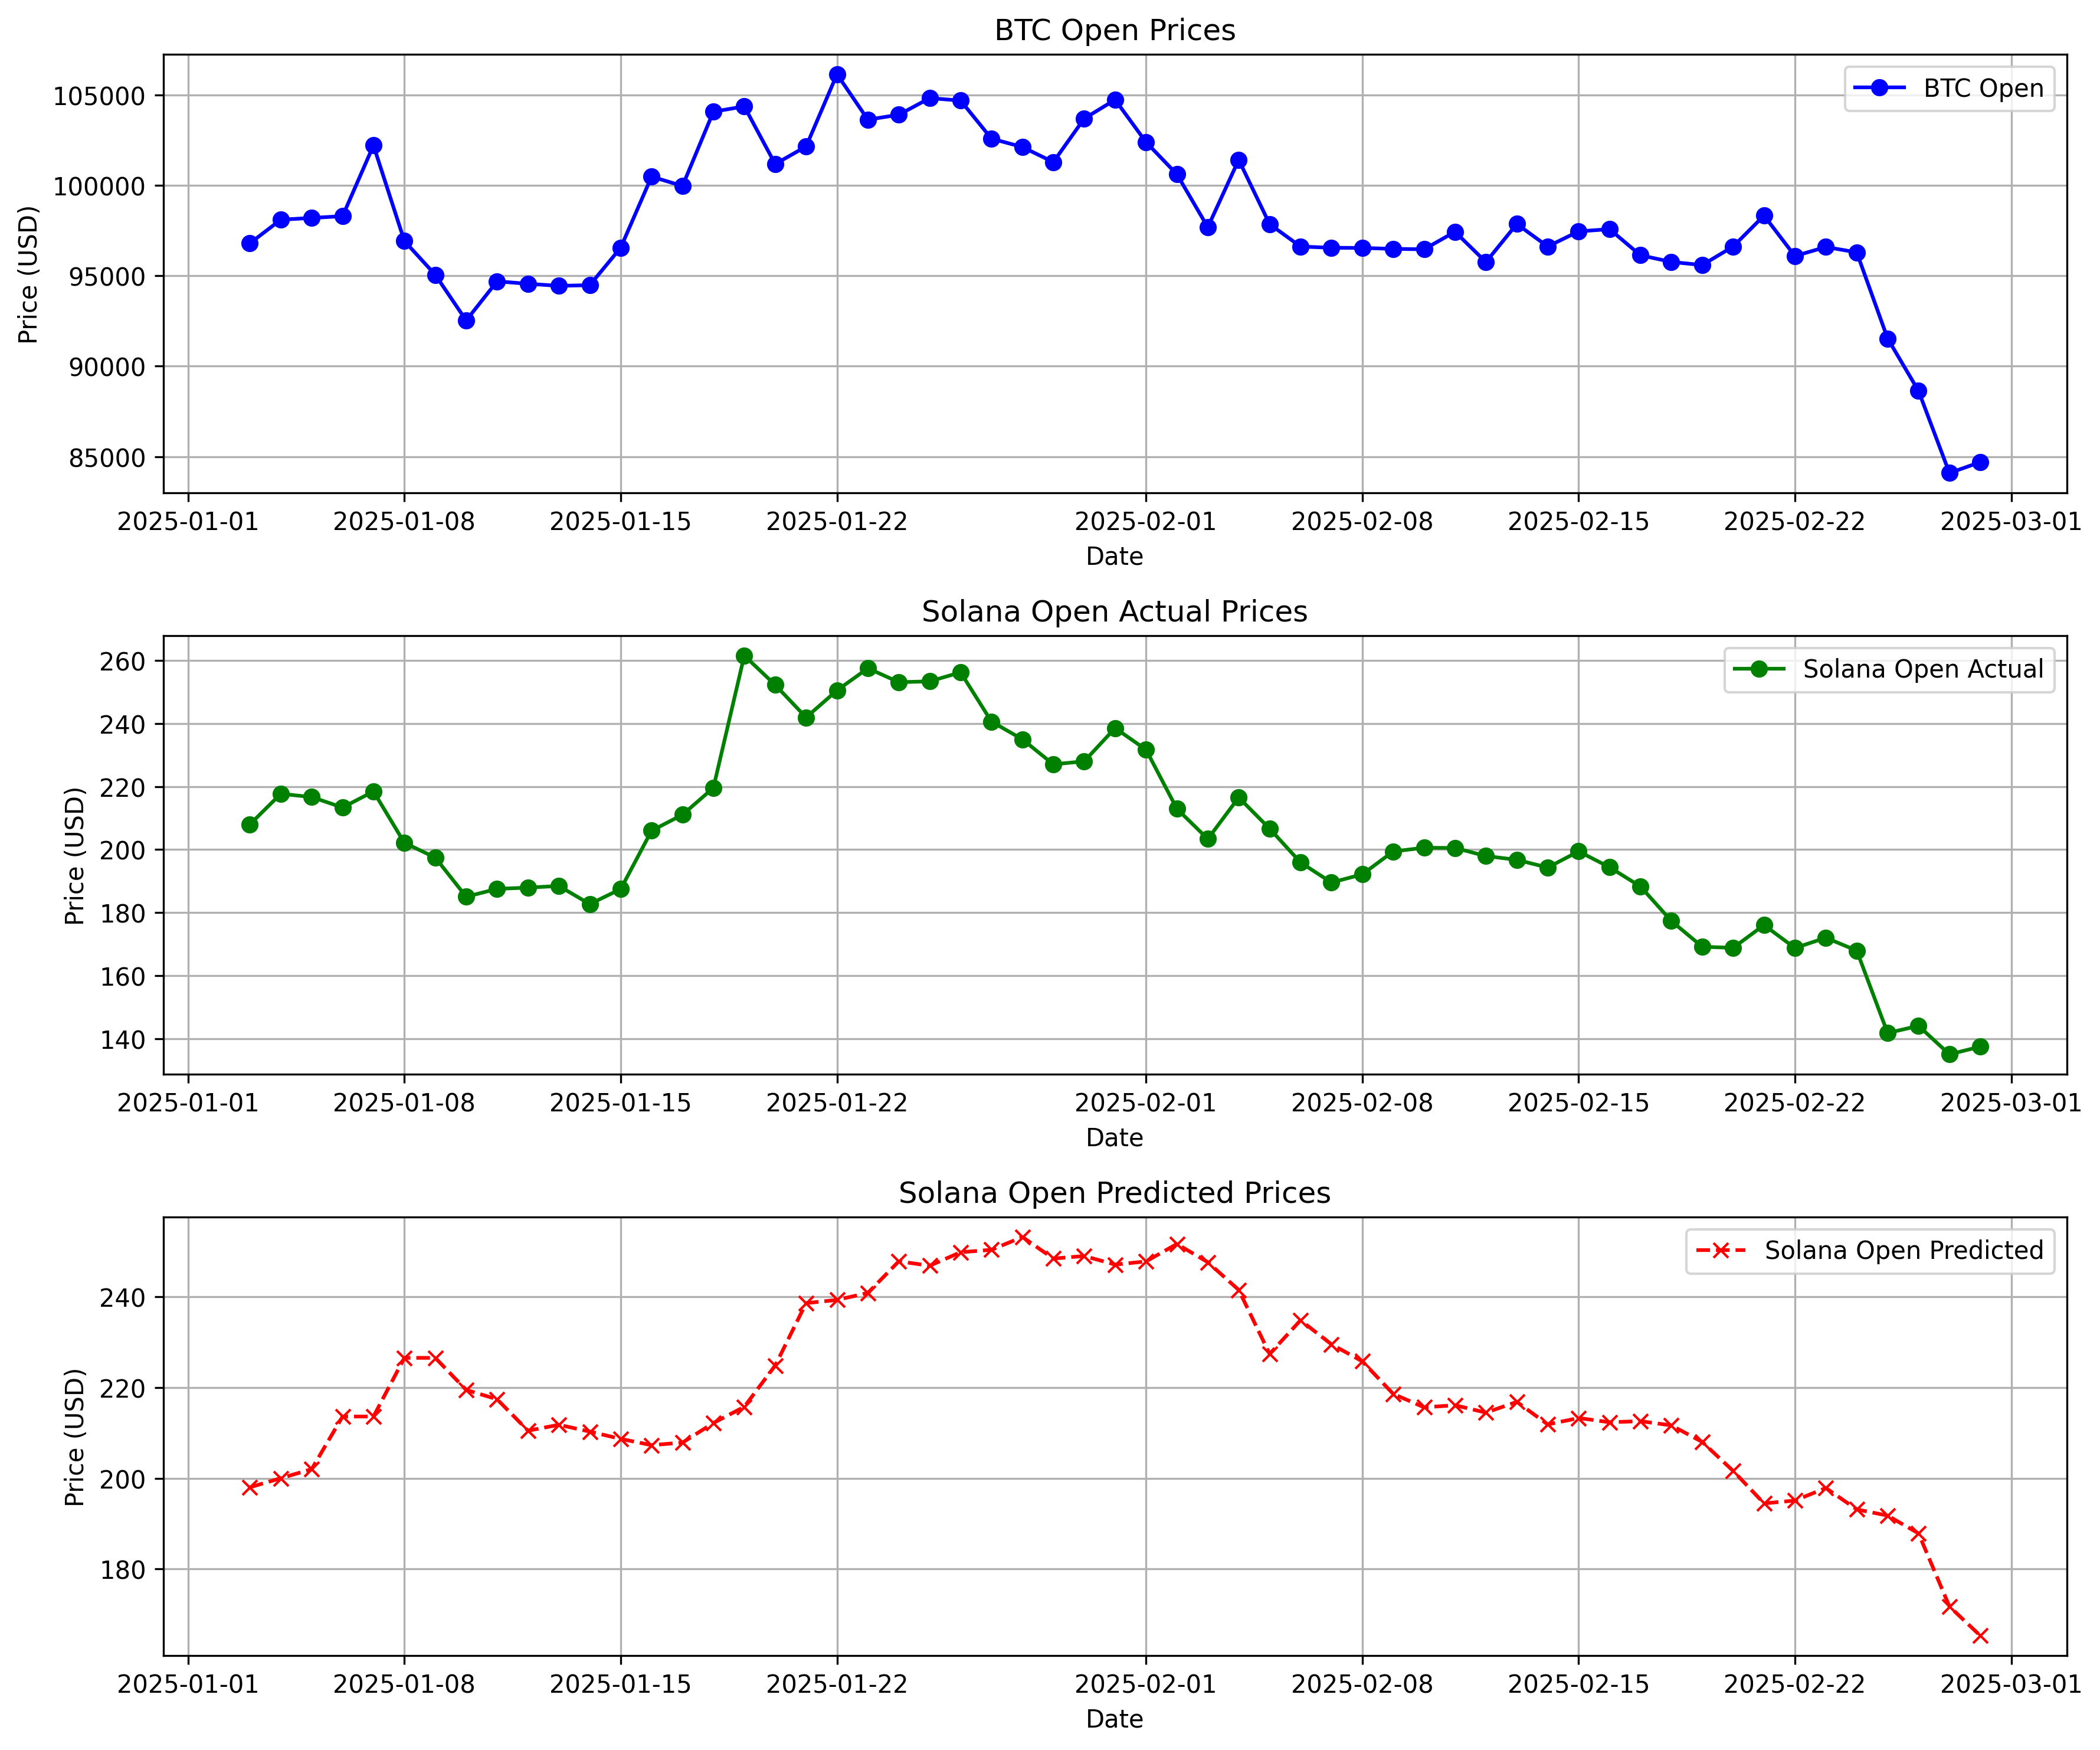 BTC Open Prices
BTC Open
105000
100000
95000
90000
85000
Price (USD)
2025-01-01 2025-01-08 2025-01-15 2025-01-22 2025-02-01 2025-02-08 2025-02-15 2025-02-22 2025-03-01
Date
Solana Open Actual Prices
Solana Open Actual
260
240
220
200
180
160
140
Price (USD)
2025-01-01 2025-01-08 2025-01-15 2025-01-22 2025-02-01 2025-02-08 2025-02-15 2025-02-22 2025-03-01
Date
Solana Open Predicted Prices
Solana Open Predicted
240
220
200
180
Price (USD)
2025-01-01 2025-01-08 2025-01-15 2025-01-22 2025-02-01 2025-02-08 2025-02-15 2025-02-22 2025-03-01
Date